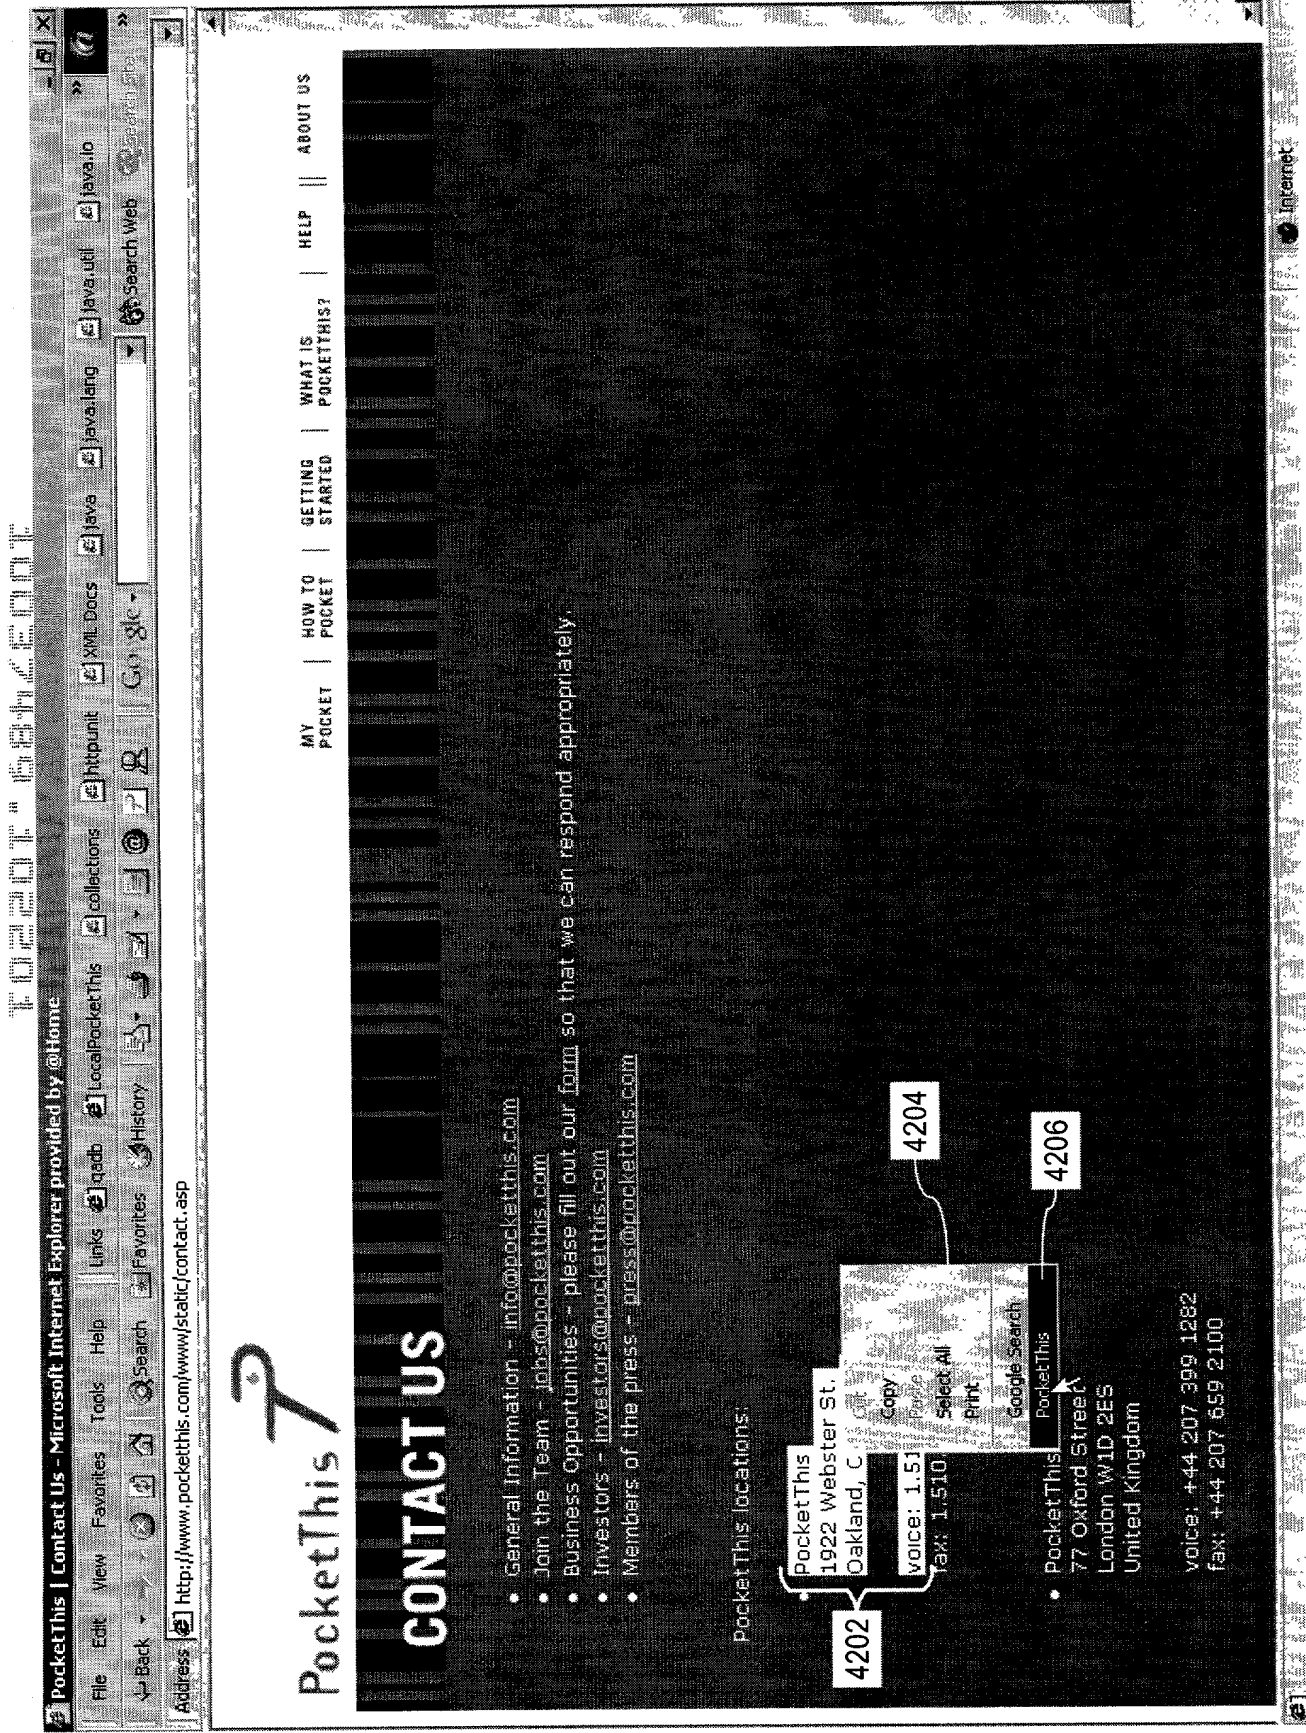 PocketThis | Contact Us - Microsoft Internet Explorer provided by @Home
File Edit View Favorites Tools Help Links qadb LocalPocketThis collections httpunit XML Docs java java.lang java.util java.io
Back Search Favorites History Google Search Web
Address http://www.pocketthis.com/www/static/contact.asp
PocketThis
MY POCKET | HOW TO POCKET | GETTING STARTED | WHAT IS POCKETTHIS? | HELP || ABOUT US
CONTACT US
• General Information - info@pocketthis.com
• Join the Team - jobs@pocketthis.com
• Business Opportunities - please fill out our form so that we can respond appropriately.
• Investors - investors@pocketthis.com
• Members of the press - press@pocketthis.com
PocketThis locations:
• PocketThis
1922 Webster St.
Oakland, C
voice: 1.51
fax: 1.510
Cut
Copy
Paste
Select All
Print
Google Search
PocketThis
4202
4204
4206
• PocketThis
77 Oxford Street
London W1D 2ES
United Kingdom
voice: +44 207 399 1282
fax: +44 207 659 2100
Internet